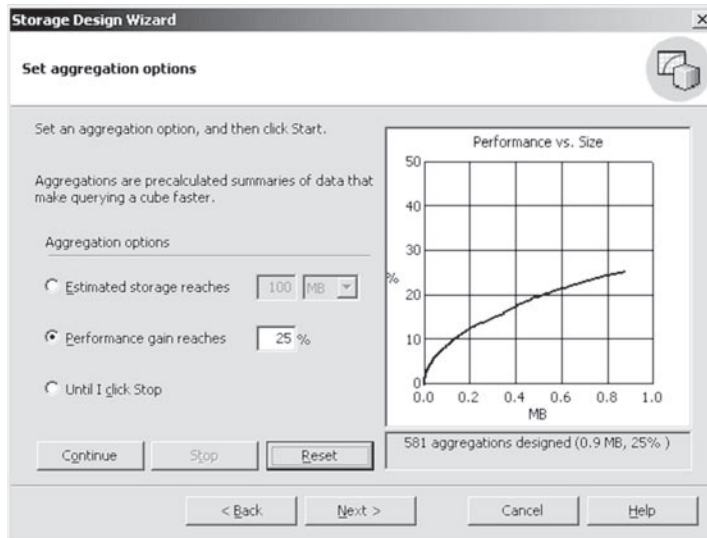 Storage Design Wizard
Set aggregation options
Set an aggregation option, and then click Start.
Aggregations are precalculated summaries of data that
make querying a cube faster.
Aggregation options
Estimated storage reaches 100 MB
Performance gain reaches 25 %
Until I click Stop
Continue Stop Reset
Performance vs. Size
50
40
30
%
20
10
0
0.0 0.2 0.4 0.6 0.8 1.0
MB
581 aggregations designed (0.9 MB, 25% )
< Back Next > Cancel Help